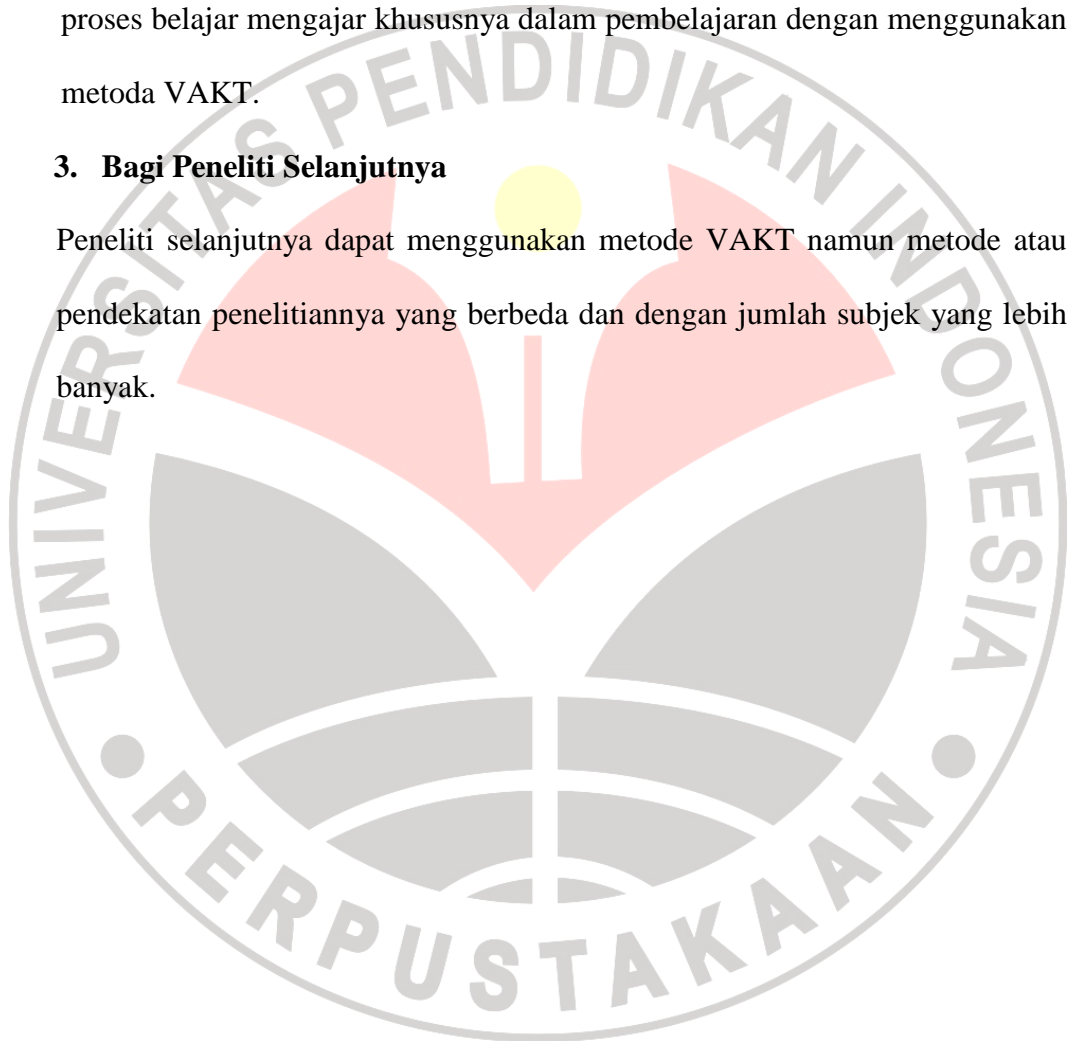 proses belajar mengajar khususnya dalam pembelajaran dengan menggunakan
metoda VAKT.
3. Bagi Peneliti Selanjutnya
Peneliti selanjutnya dapat menggunakan metode VAKT namun metode atau
pendekatan penelitiannya yang berbeda dan dengan jumlah subjek yang lebih
banyak.
UNIVERSITAS PENDIDIKAN INDONESIA
PERPUSTAKAAN